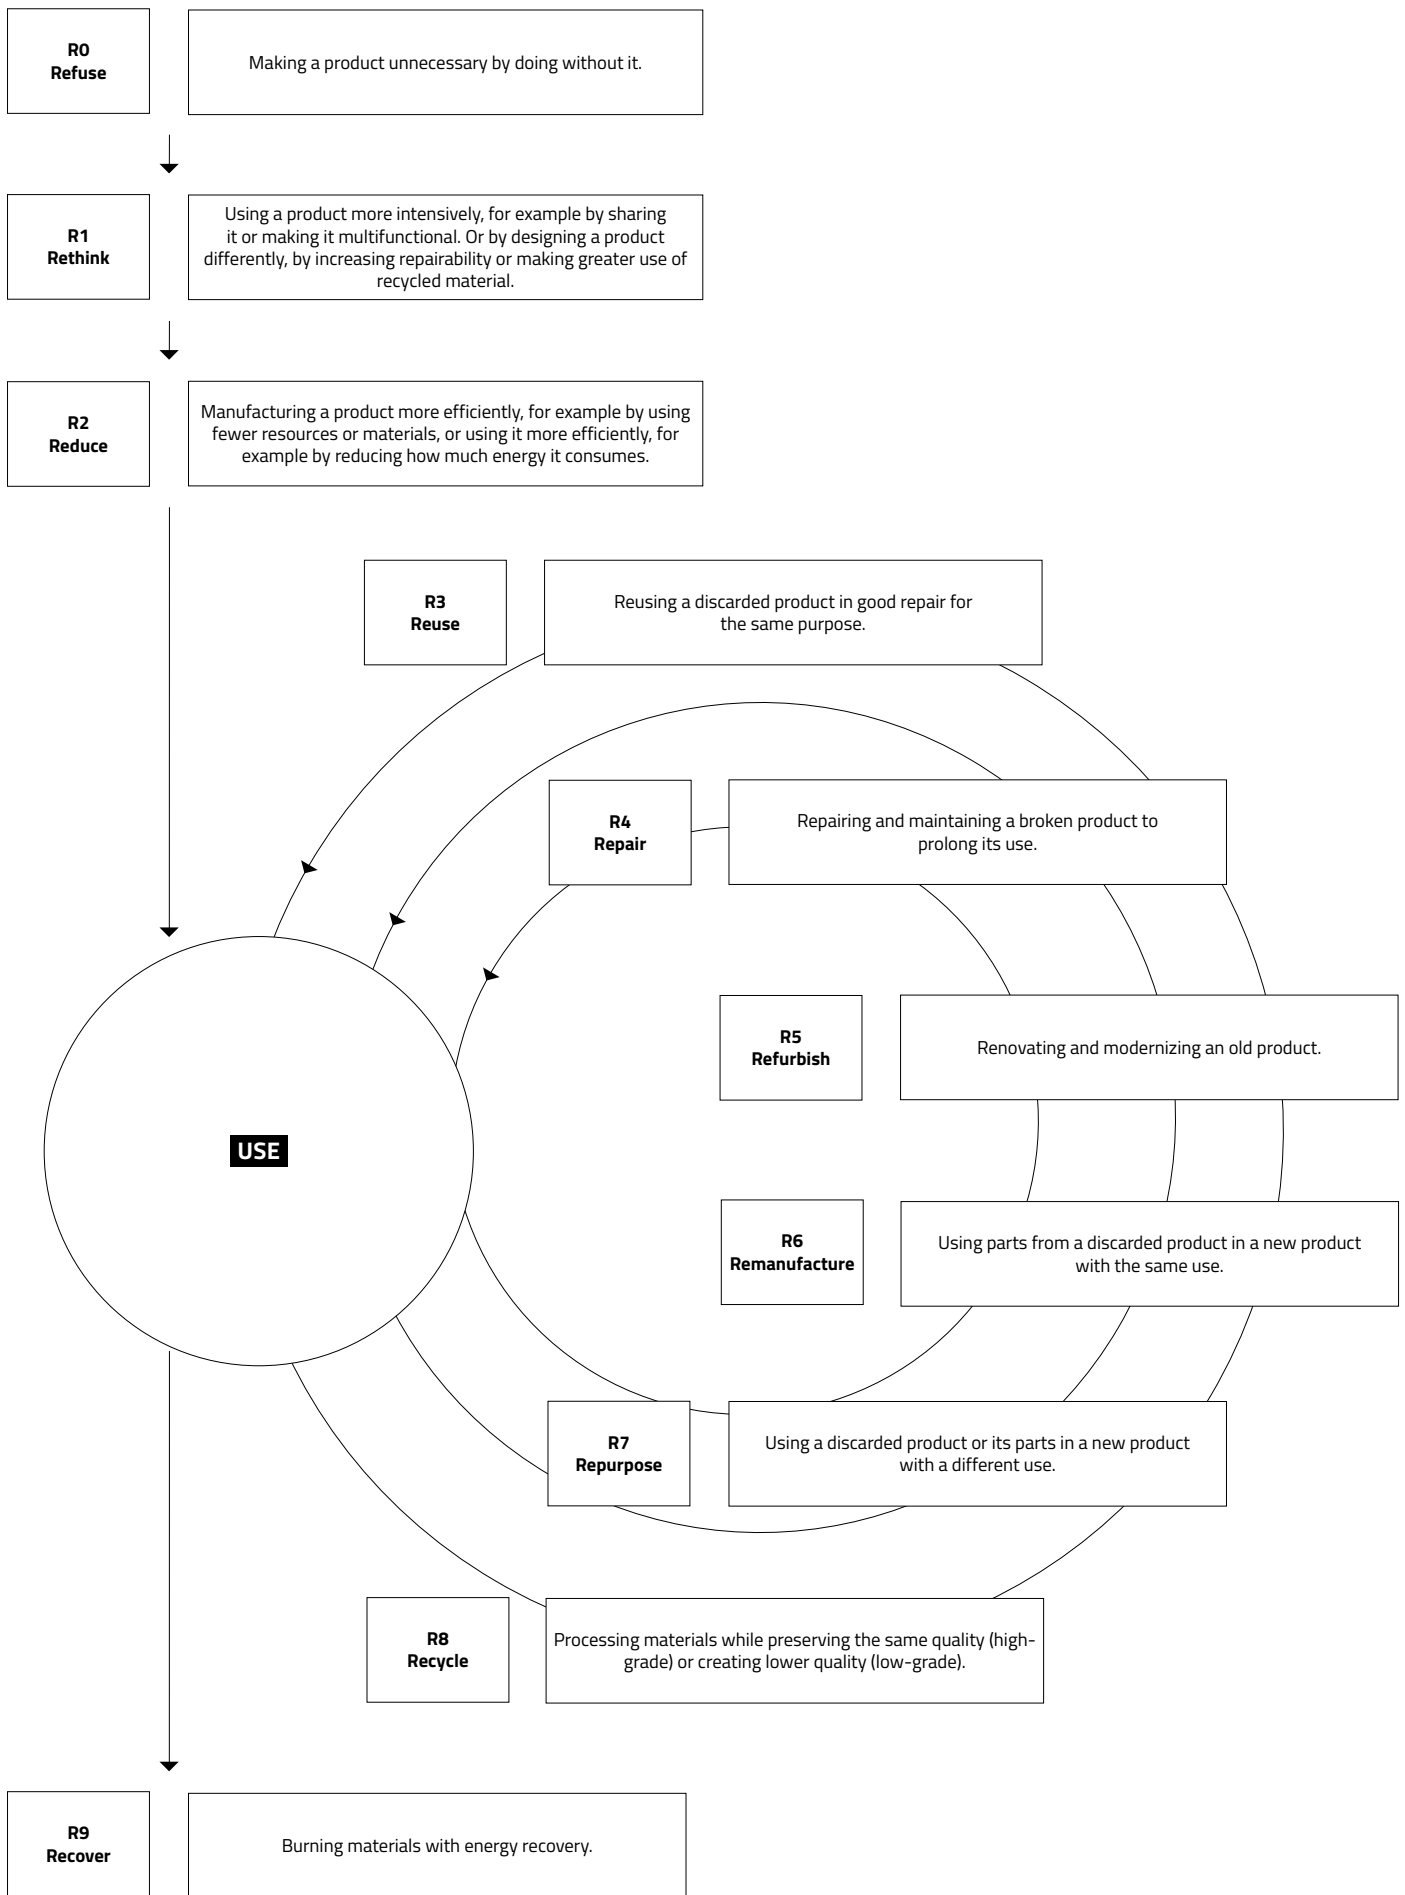 R0
Refuse
Making a product unnecessary by doing without it.
R1
Rethink
Using a product more intensively, for example by sharing
it or making it multifunctional. Or by designing a product
differently, by increasing repairability or making greater use of
recycled material.
R2
Reduce
Manufacturing a product more efficiently, for example by using
fewer resources or materials, or using it more efficiently, for
example by reducing how much energy it consumes.
R3
Reuse
Reusing a discarded product in good repair for
the same purpose.
R4
Repair
Repairing and maintaining a broken product to
prolong its use.
R5
Refurbish
Renovating and modernizing an old product.
USE
R6
Remanufacture
Using parts from a discarded product in a new product
with the same use.
R7
Repurpose
Using a discarded product or its parts in a new product
with a different use.
R8
Recycle
Processing materials while preserving the same quality (high-
grade) or creating lower quality (low-grade).
R9
Recover
Burning materials with energy recovery.